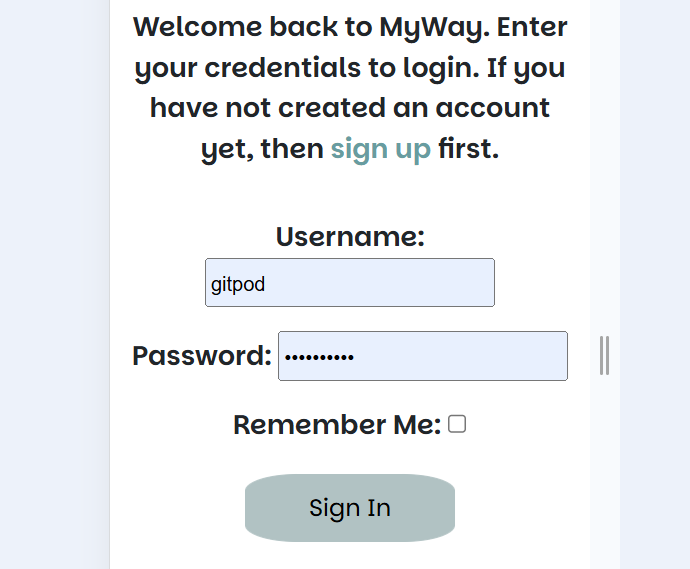 Welcome back to MyWay. Enter
your credentials to login. If you
have not created an account
yet, then sign up first.
Username:
gitpod
Password: ••••••••••
Remember Me:
Sign In